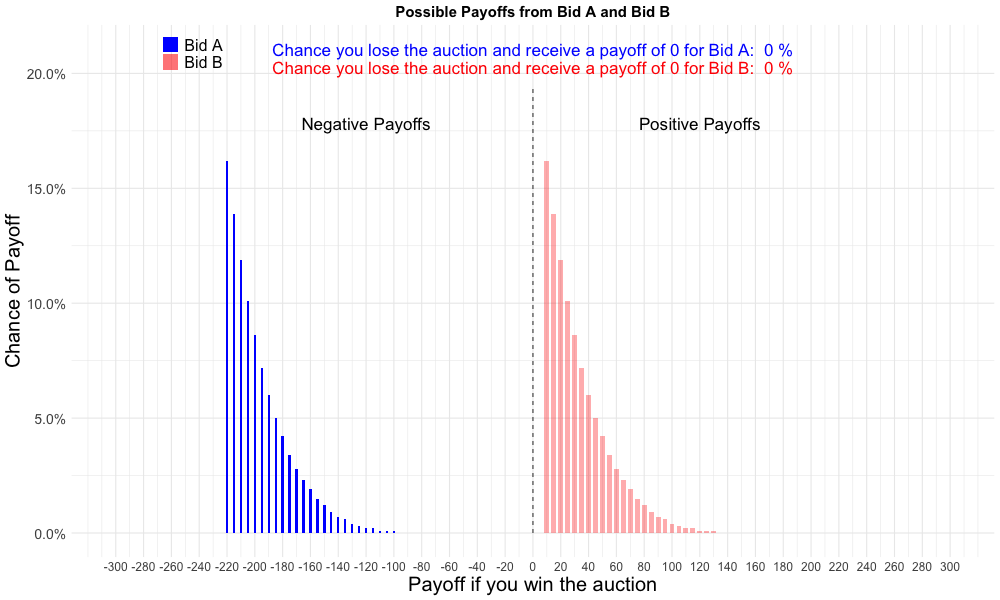 Possible Payoffs from Bid A and Bid B
Bid A
Bid B
Chance you lose the auction and receive a payoff of 0 for Bid A:  0 %
Chance you lose the auction and receive a payoff of 0 for Bid B:  0 %
Negative Payoffs
Positive Payoffs
Chance of Payoff
20.0%
15.0%
10.0%
5.0%
0.0%
-300 -280 -260 -240 -220 -200 -180 -160 -140 -120 -100 -80 -60 -40 -20 0 20 40 60 80 100 120 140 160 180 200 220 240 260 280 300
Payoff if you win the auction